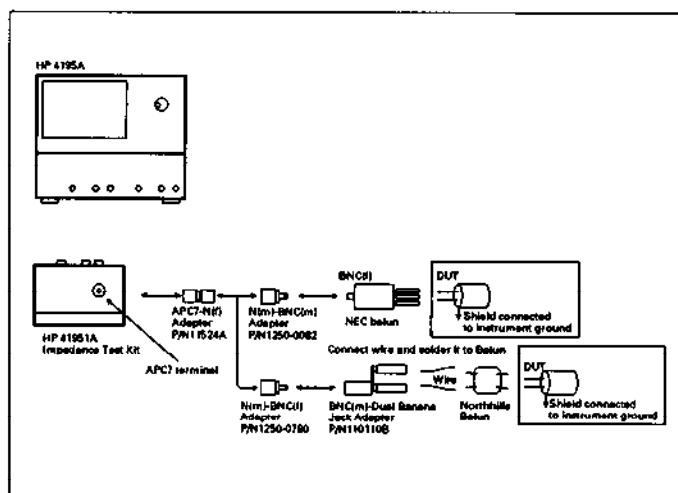 HP 4195A
HP 41951A
Impedance Test Kit
APC7 terminal
APC7-N(f)
Adapter
P/N11524A
N(m)-BNC(m)
Adapter
P/N1250-0082
BNC(f)
NEC balun
DUT
Shield connected
to instrument ground
Connect wire and solder it to Balun
N(m)-BNC(f)
Adapter
P/N1250-0780
BNC(m)-Dual Banana
Jack Adapter
P/N110110B
Wire
Northhills
Balun
DUT
Shield connected
to instrument ground